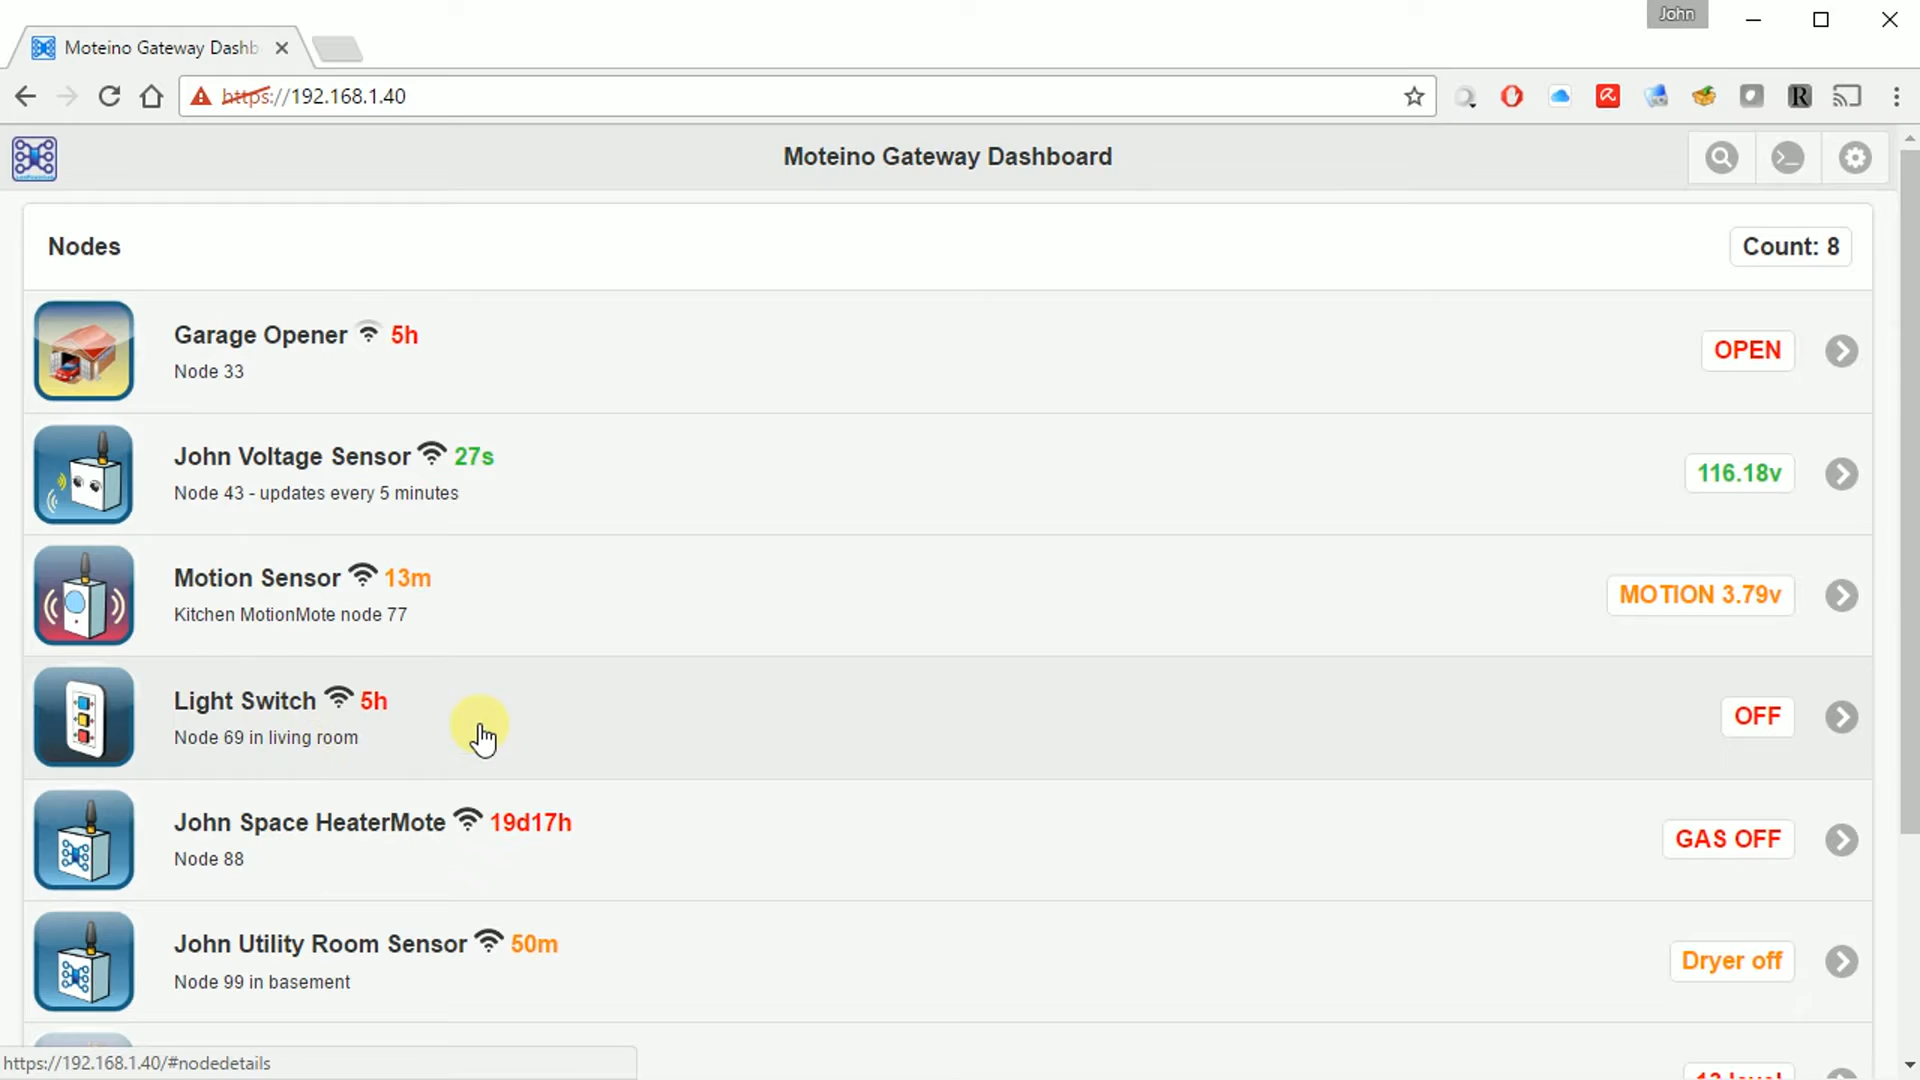 John
Moteino Gateway Dashb
https://192.168.1.40
Moteino Gateway Dashboard
Nodes
Count: 8
Garage Opener 5h
Node 33
OPEN
John Voltage Sensor 27s
Node 43 - updates every 5 minutes
116.18v
Motion Sensor 13m
Kitchen MotionMote node 77
MOTION 3.79v
Light Switch 5h
Node 69 in living room
OFF
John Space HeaterMote 19d17h
Node 88
GAS OFF
John Utility Room Sensor 50m
Node 99 in basement
Dryer off
https://192.168.1.40/#nodedetails